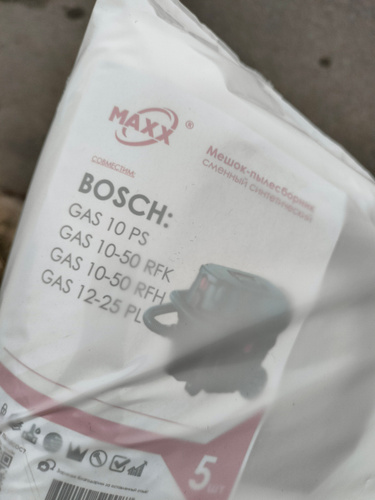 MAXX®
Мешок-пылесборник
сменный синтетический
СОВМЕСТИМ:
BOSCH:
GAS 10 PS
GAS 10-50 RFK
GAS 10-50 RFH
GAS 12-25 PL
5 шт